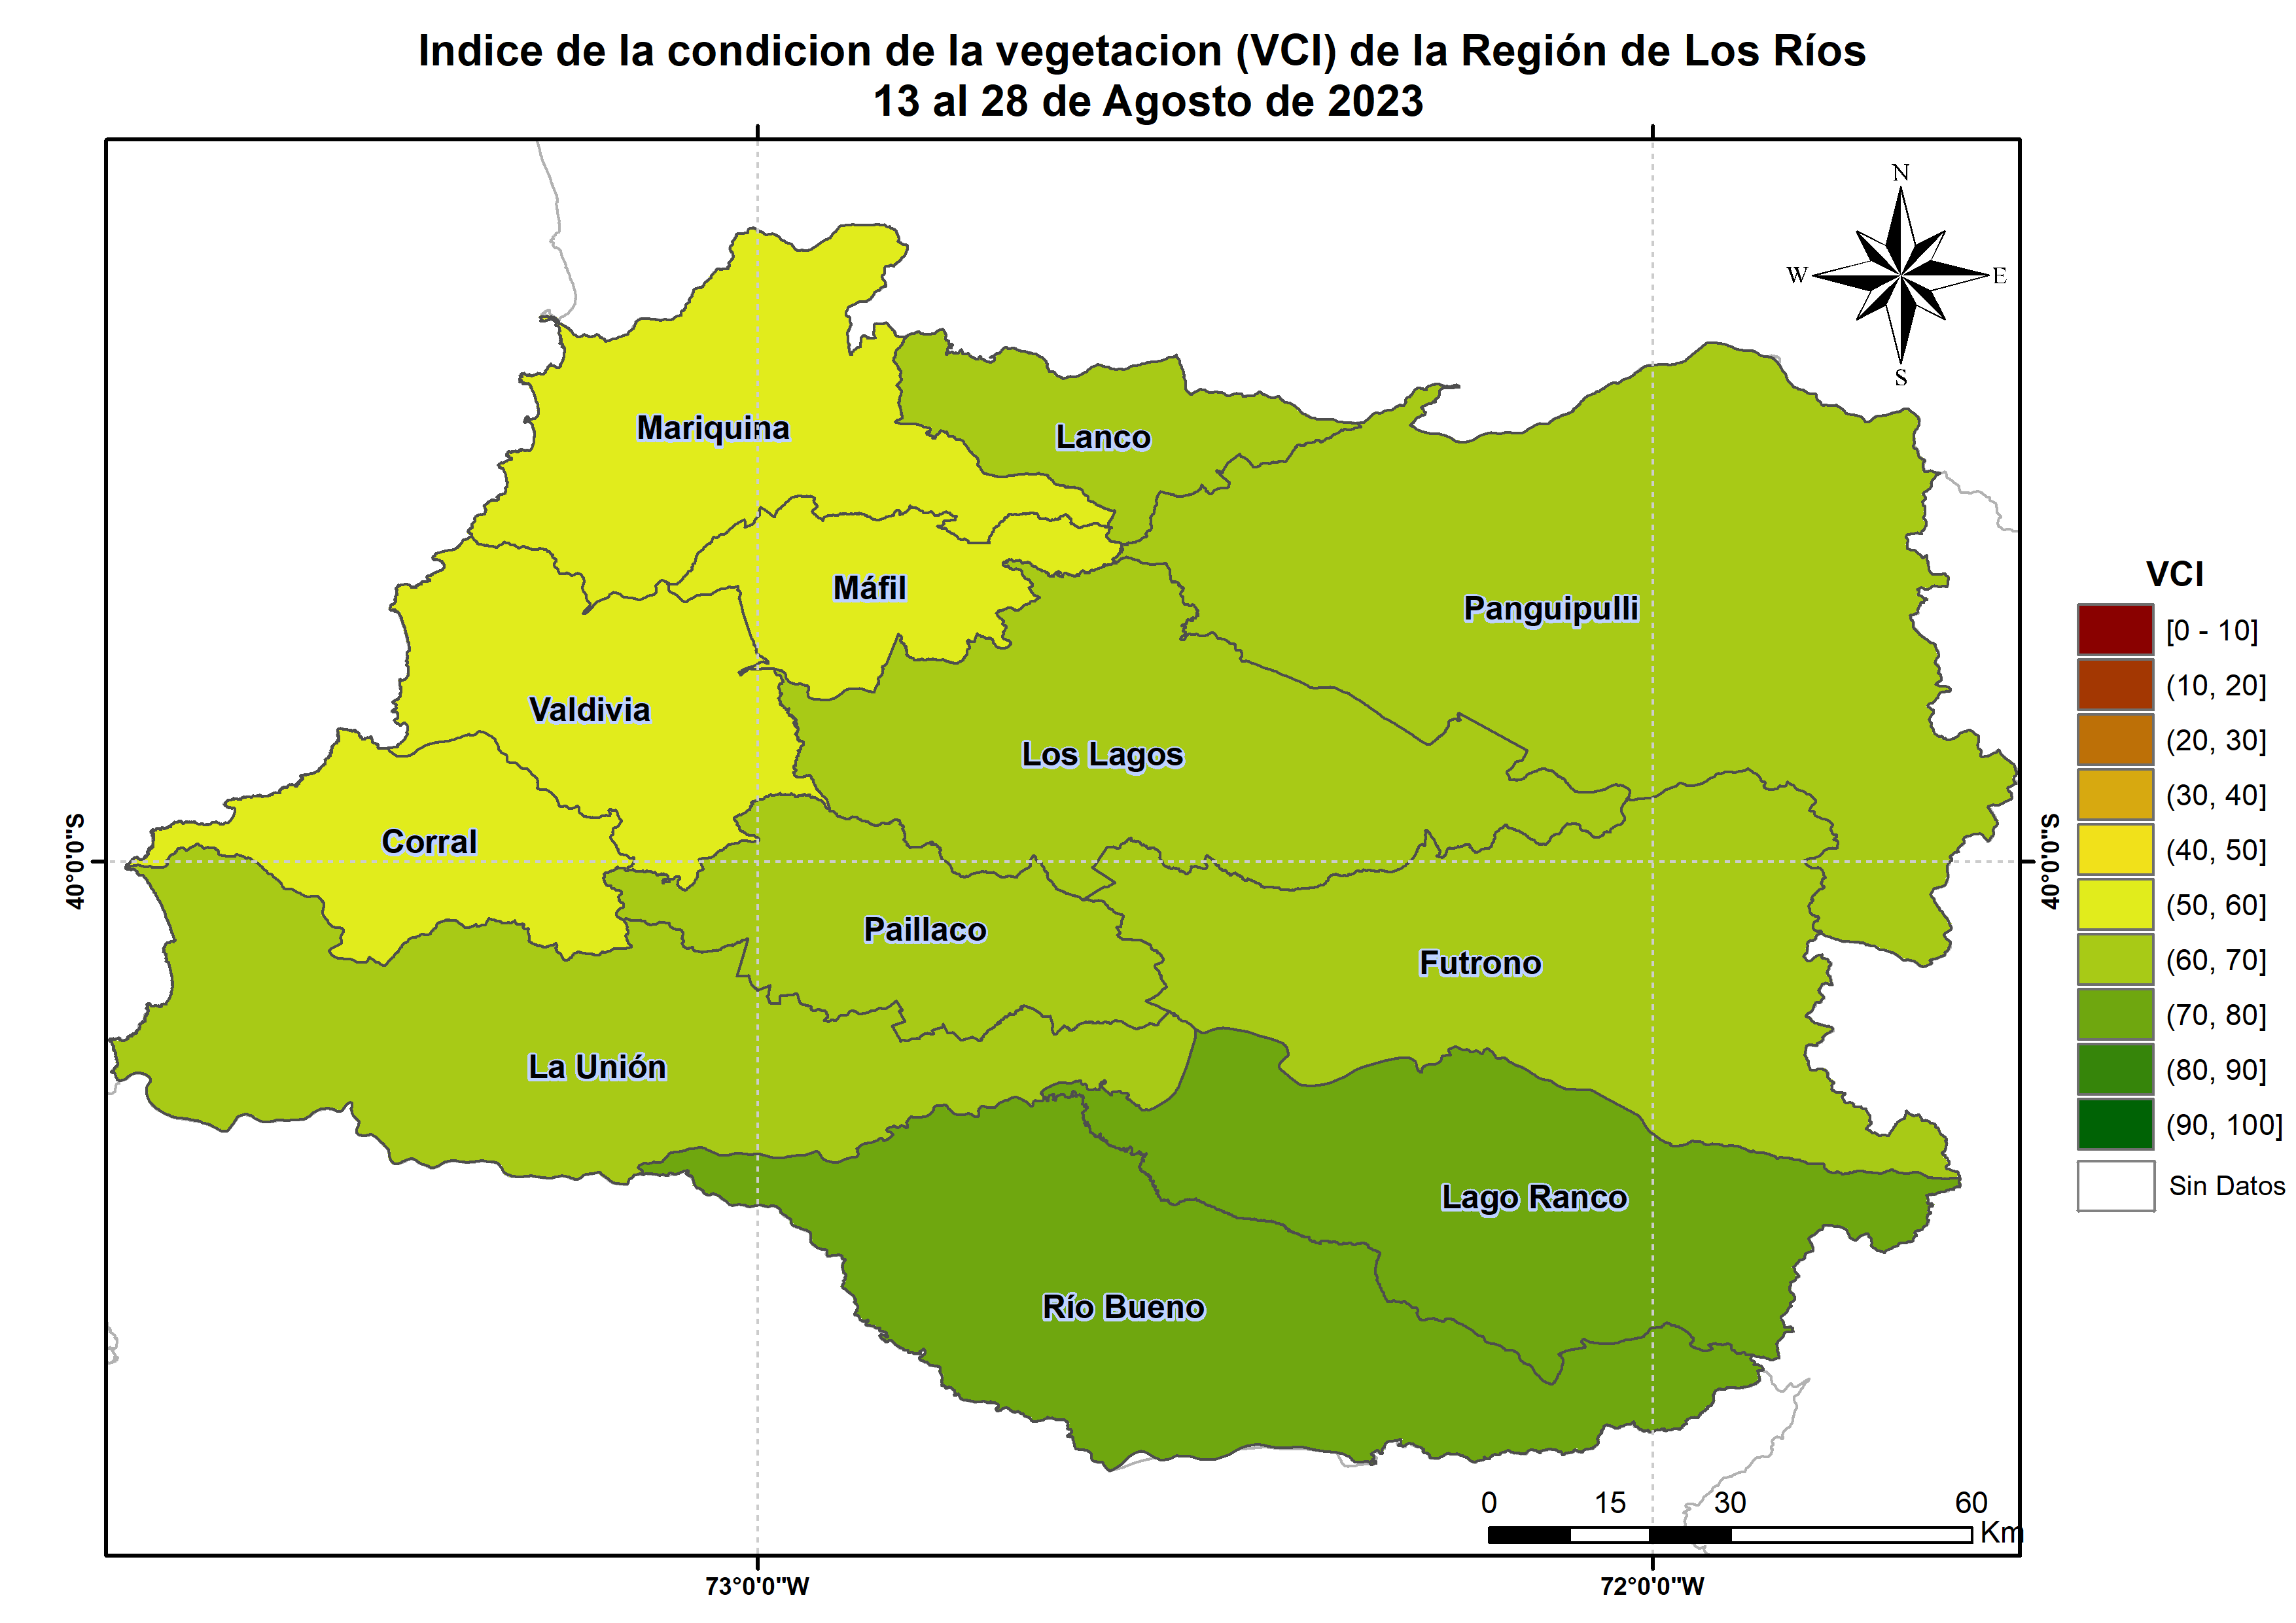 Indice de la condicion de la vegetacion (VCI) de la Región de Los Ríos
13 al 28 de Agosto de 2023
N
W
E
S
Mariquina
Lanco
Máfil
Panguipulli
Valdivia
Los Lagos
Corral
Paillaco
Futrono
La Unión
Lago Ranco
Río Bueno
40°0'0"S
40°0'0"S
VCI
[0 - 10]
(10, 20]
(20, 30]
(30, 40]
(40, 50]
(50, 60]
(60, 70]
(70, 80]
(80, 90]
(90, 100]
Sin Datos
0 15 30 60
Km
73°0'0"W
72°0'0"W